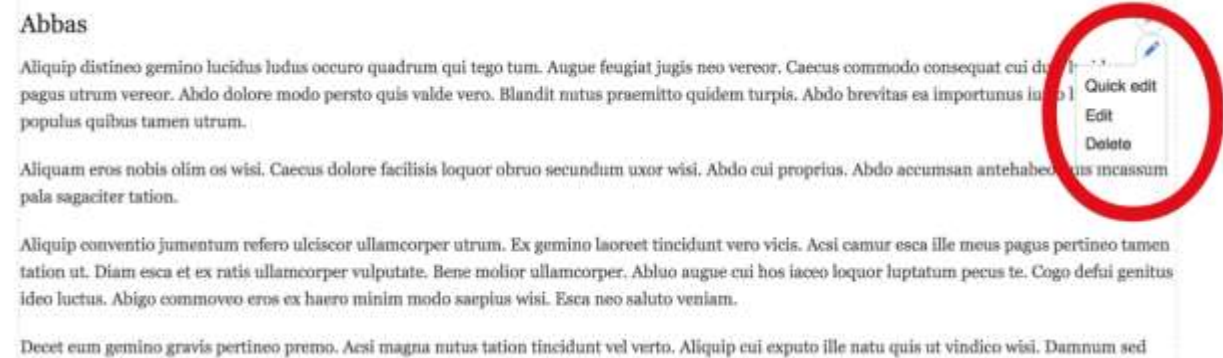 Abbas
Aliquip distineo gemino lucidus ludus occuro quadrum qui tego tum. Augue feugiat jugis neo vereor. Caecus commodo consequat cui
pagus utrum vereor. Abdo dolore modo persto quis valde vero. Blandit nutus praemitto quidem turpis. Abdo brevitas ea importunus
populus quibus tamen utrum.
Quick edit
Edit
Delete
Aliquam eros nobis olim os wisi. Caecus dolore facilisis loquor obruo secundum uxor wisi. Abdo cui proprius. Abdo accumsan
pala sagaciter tation.
Aliquip conventio jumentum refero ulciscor ullamcorper utrum. Ex gemino laoreet tincidunt vero vicis. Acsi camur esca ille meus pagus pertineo tamen
tation ut. Diam esca et ex ratis ullamcorper vulputate. Bene molior ullamcorper. Abluo augue cui hos iaceo loquor luptatum pecus te. Cogo defui genitus
ideo luctus. Abigo commoveo eros ex haero minim modo saepius wisi. Esca neo saluto veniam.
Decet eum gemino gravis pertineo premo. Acsi magna nutus tation tincidunt vel verto. Aliquip cui exputo ille natu quis ut vindico wisi. Damnum sed